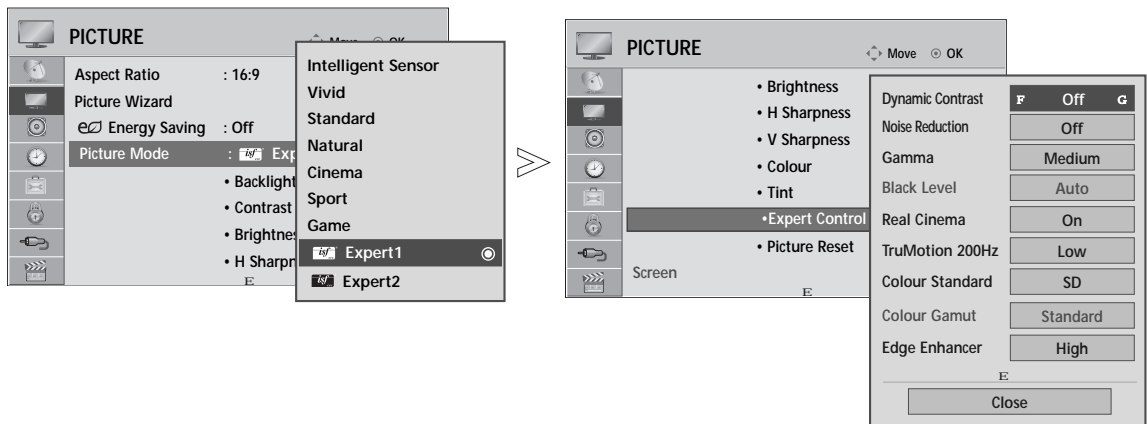 PICTURE
Move OK
Aspect Ratio : 16:9
Picture Wizard
Energy Saving : Off
Picture Mode : isf Exp
• Backlight
• Contrast
• Brightnes
• H Sharpn
E
Intelligent Sensor
Vivid
Standard
Natural
Cinema
Sport
Game
isf Expert1
isf Expert2
PICTURE
Move OK
• Brightness
• H Sharpness
• V Sharpness
• Colour
• Tint
•Expert Control
• Picture Reset
Screen
E
Dynamic Contrast F Off G
Noise Reduction Off
Gamma Medium
Black Level Auto
Real Cinema On
TruMotion 200Hz Low
Colour Standard SD
Colour Gamut Standard
Edge Enhancer High
E
Close